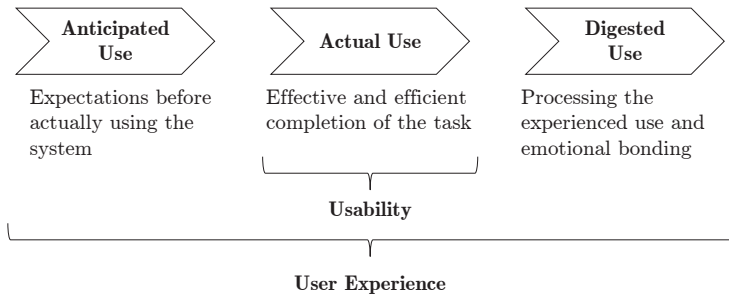 Anticipated
Use
Actual Use
Digested
Use
Expectations before
actually using the
system
Effective and efficient
completion of the task
Processing the
experienced use and
emotional bonding
Usability
User Experience